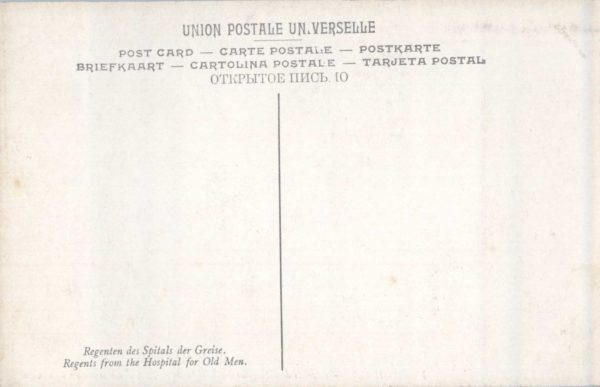 UNION POSTALE UN.VERSELLE
POST CARD — CARTE POSTALE — POSTKARTE
BRIEFKAART — CARTOLINA POSTALE — TARJETA POSTAL
ОТКРЫТОЕ ПИСЬ. IO
Regenten des Spitals der Greise.
Regents from the Hospital for Old Men.